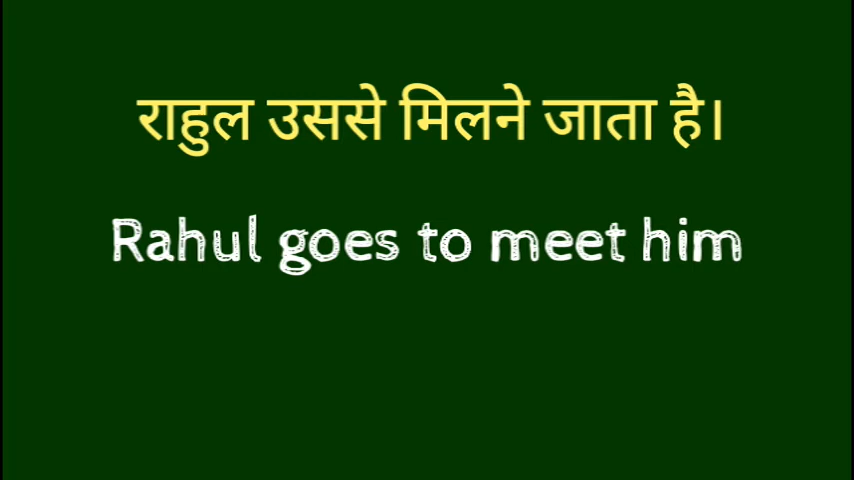 राहुल उससे मिलने जाता है।
Rahul goes to meet him